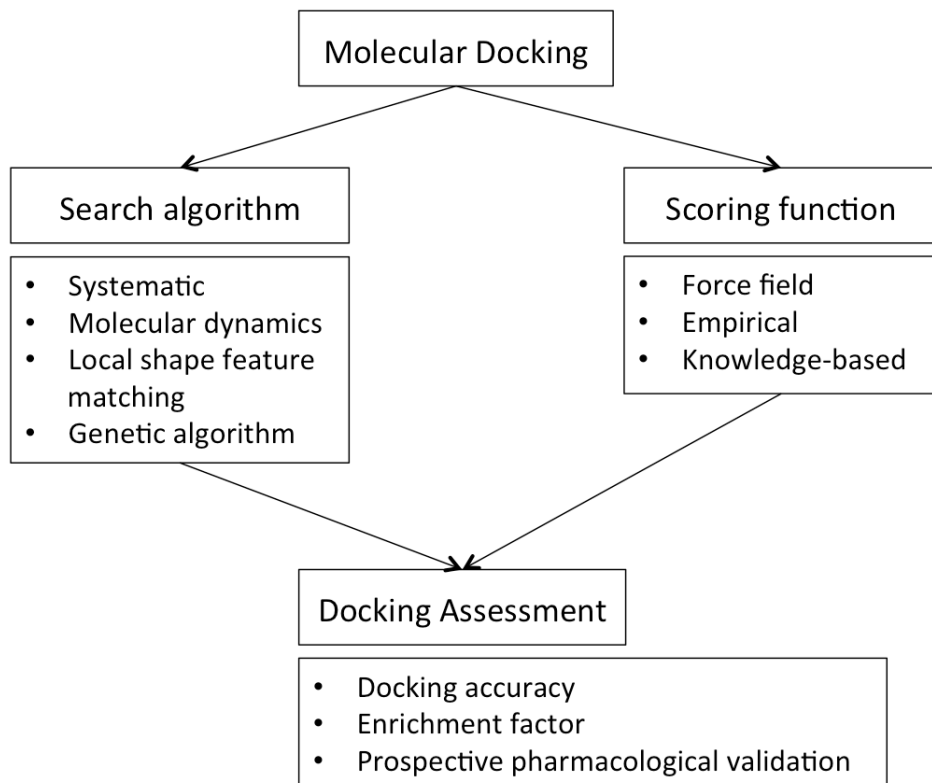 Molecular Docking
Search algorithm
• Systematic
• Molecular dynamics
• Local shape feature
matching
• Genetic algorithm
Scoring function
• Force field
• Empirical
• Knowledge-based
Docking Assessment
• Docking accuracy
• Enrichment factor
• Prospective pharmacological validation